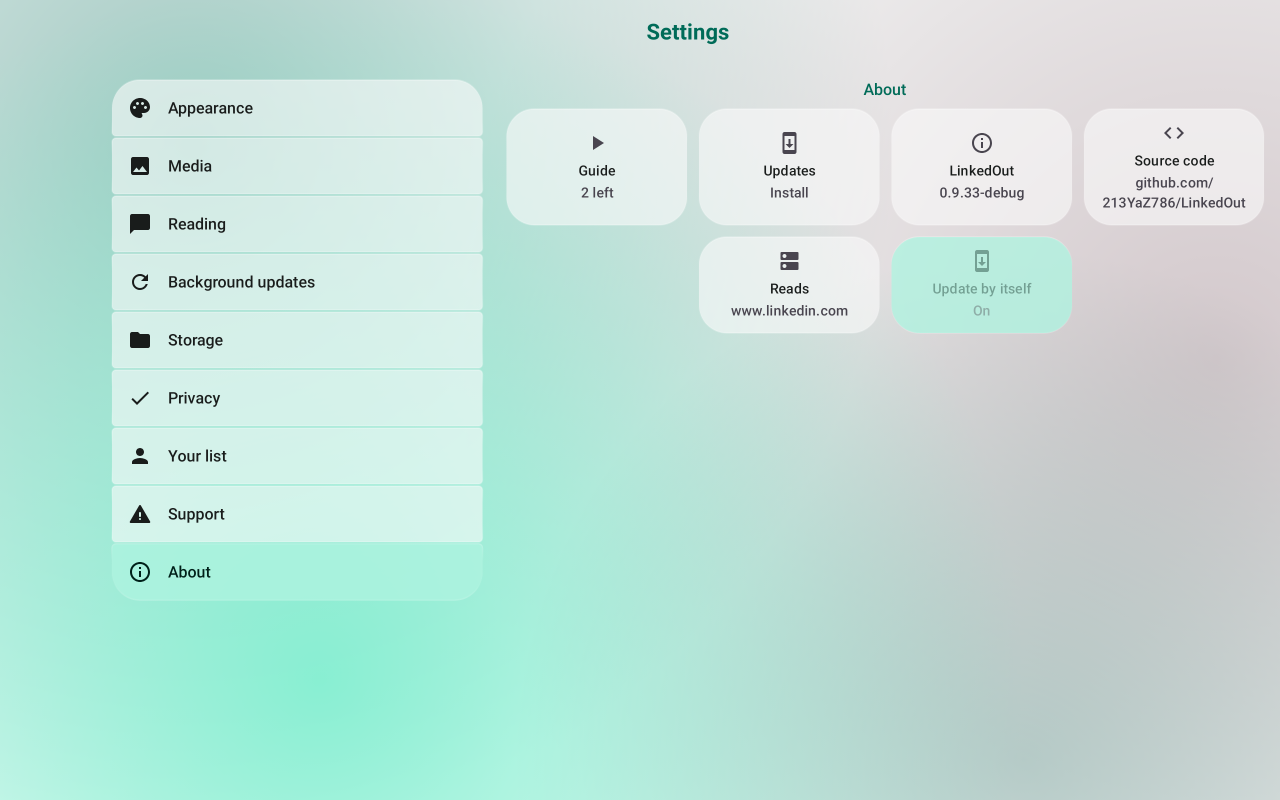 Settings
Appearance
Media
Reading
Background updates
Storage
Privacy
Your list
Support
About
About
Guide
2 left
Updates
Install
LinkedOut
0.9.33-debug
Source code
github.com/
213YaZ786/LinkedOut
Reads
www.linkedin.com
Update by itself
On